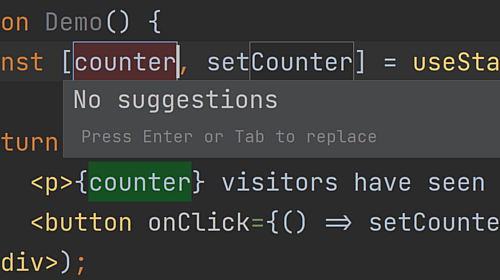 on Demo() {
nst [counter, setCounter] = useSta
No suggestions
Press Enter or Tab to replace
turn
<p>{counter} visitors have seen
<button onClick={() => setCounte
div>);